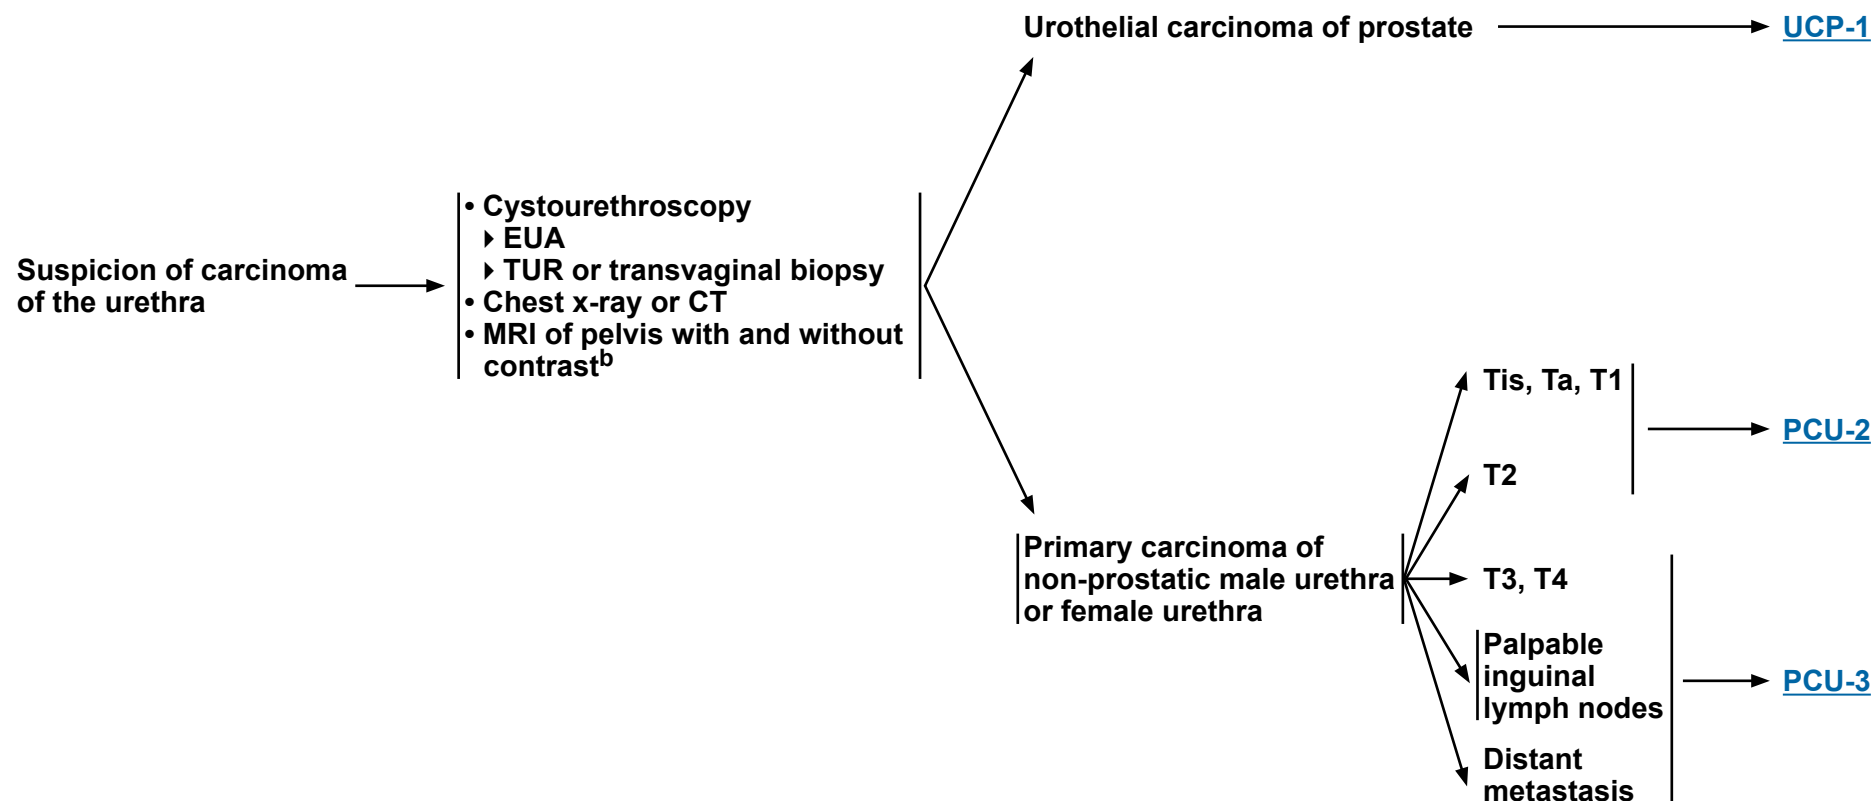 Urothelial carcinoma of prostate
UCP-1
Suspicion of carcinoma
of the urethra
• Cystourethroscopy
▸ EUA
▸ TUR or transvaginal biopsy
• Chest x-ray or CT
• MRI of pelvis with and without
contrastb
Primary carcinoma of
non-prostatic male urethra
or female urethra
Tis, Ta, T1
T2
PCU-2
T3, T4
Palpable
inguinal
lymph nodes
Distant
metastasis
PCU-3